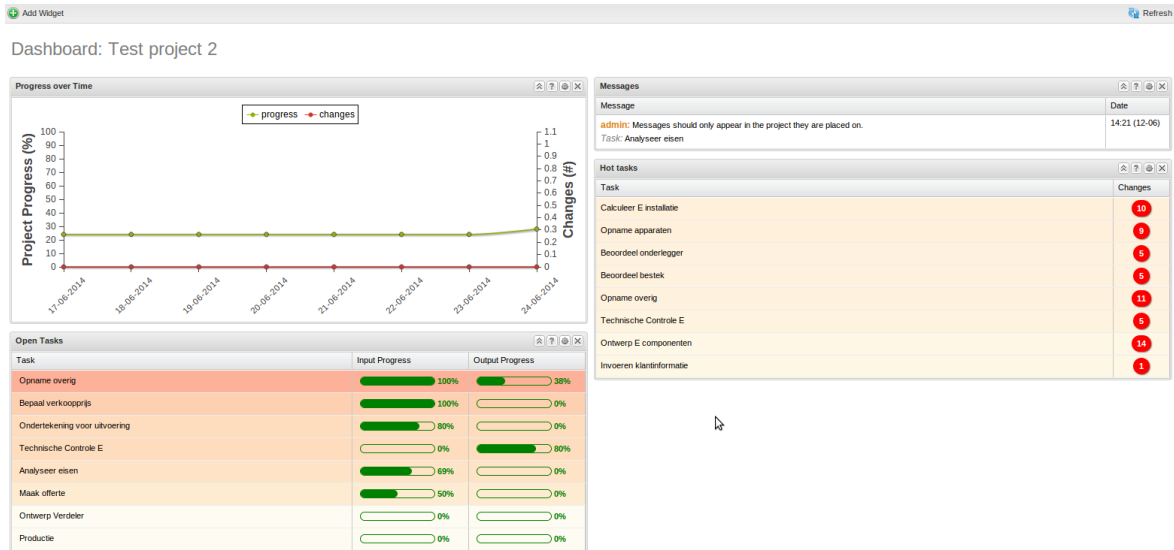 Add Widget
Refresh
Dashboard: Test project 2
Progress over Time
progress changes
Project Progress (%)
100
90
80
70
60
50
40
30
20
10
0
1.1
1
0.9
0.8
0.7
0.6
0.5
0.4
0.3
0.2
0.1
0
Changes (#)
17-06-2014
18-06-2014
19-06-2014
20-06-2014
21-06-2014
22-06-2014
23-06-2014
24-06-2014
Open Tasks
Task Input Progress Output Progress
Opname overig 100% 38%
Bepaal verkoopprijs 100% 0%
Ondertekening voor uitvoering 80% 0%
Technische Controle E 0% 80%
Analyseer eisen 69% 0%
Maak offerte 50% 0%
Ontwerp Verdeler 0% 0%
Productie 0% 0%
Messages
Message Date
admin: Messages should only appear in the project they are placed on. 14:21 (12-06)
Task: Analyseer eisen
Hot tasks
Task Changes
Calculeer E installatie 10
Opname apparaten 9
Beoordeel onderlegger 5
Beoordeel bestek 5
Opname overig 11
Technische Controle E 5
Ontwerp E componenten 14
Invoeren klantinformatie 1